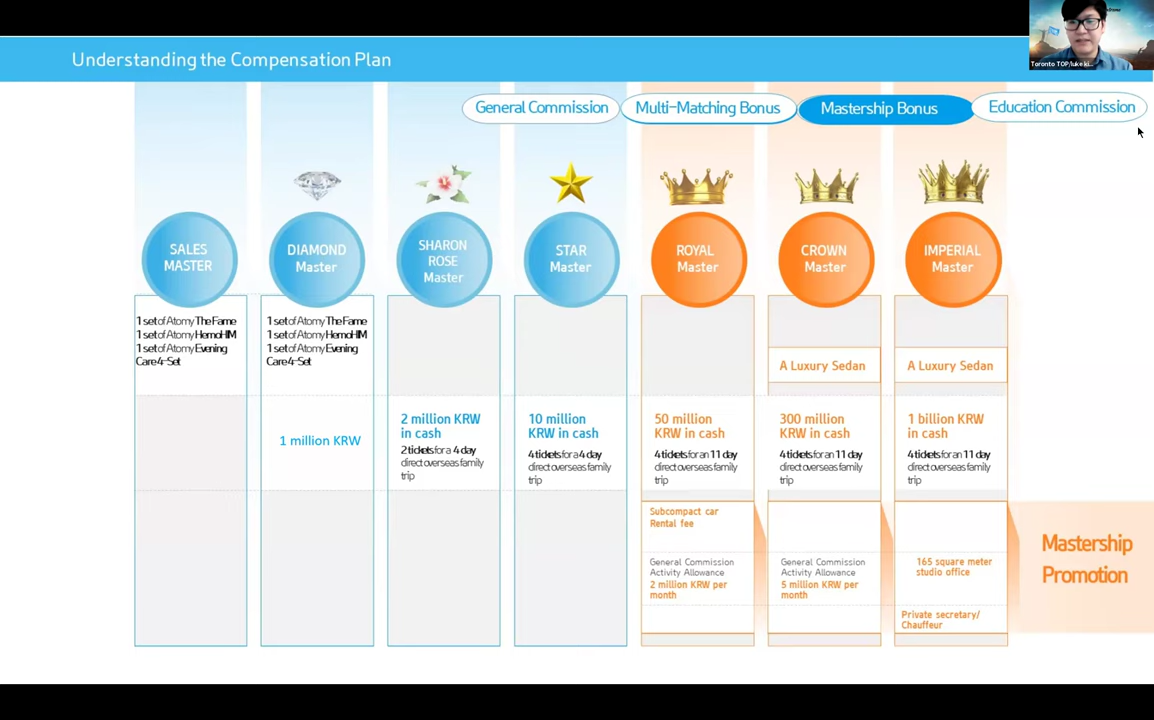 Understanding the Compensation Plan
Toronto TOP/luke ki...
General Commission
Multi-Matching Bonus
Mastership Bonus
Education Commission
SALES
MASTER
DIAMOND
Master
SHARON
ROSE
Master
STAR
Master
ROYAL
Master
CROWN
Master
IMPERIAL
Master
1 set of Atomy The Fame
1 set of Atomy HemoHIM
1 set of Atomy Evening
Care 4-Set
1 set of Atomy The Fame
1 set of Atomy HemoHIM
1 set of Atomy Evening
Care 4-Set
A Luxury Sedan
A Luxury Sedan
1 million KRW
2 million KRW
in cash
2 tickets for a 4 day
direct overseas family
trip
10 million
KRW in cash
4 tickets for a 4 day
direct overseas family
trip
50 million
KRW in cash
4 tickets for an 11 day
direct overseas family
trip
300 million
KRW in cash
4 tickets for an 11 day
direct overseas family
trip
1 billion KRW
in cash
4 tickets for an 11 day
direct overseas family
trip
Subcompact car
Rental fee
General Commission
Activity Allowance
2 million KRW per
month
General Commission
Activity Allowance
5 million KRW per
month
165 square meter
studio office
Private secretary/
Chauffeur
Mastership
Promotion